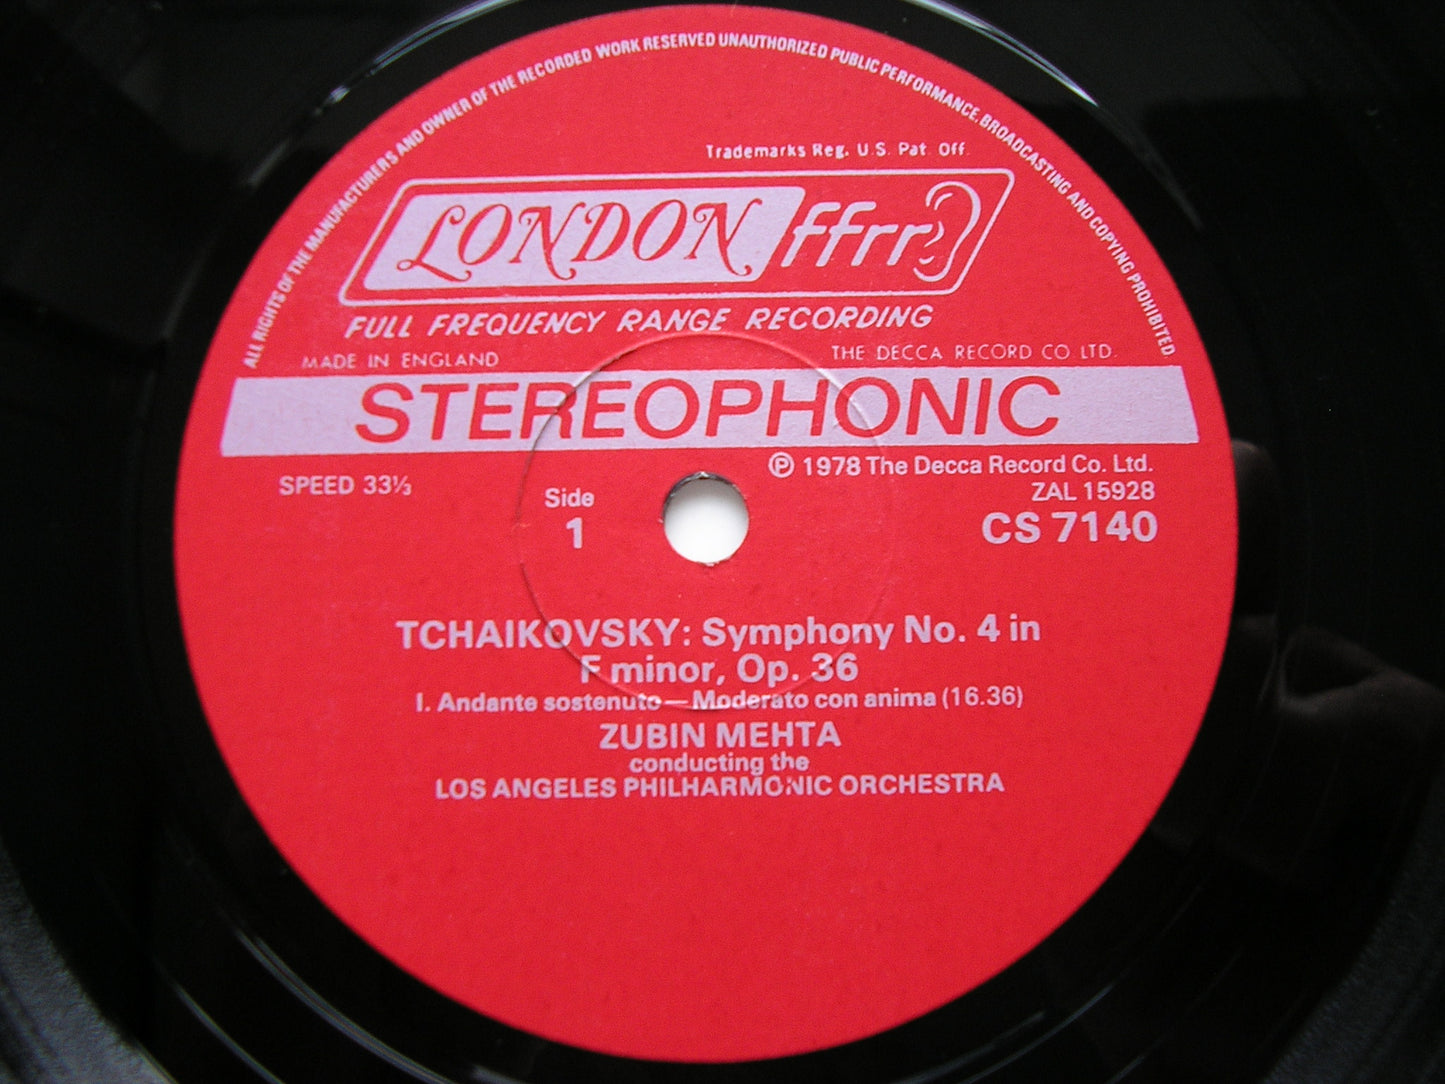 ALL RIGHTS OF THE MANUFACTURERS AND OWNER OF THE RECORDED WORK RESERVED UNAUTHORIZED PUBLIC PERFORMANCE, BROADCASTING AND COPYING PROHIBITED.
Trademarks Reg. U.S. Pat. Off.
LONDON ffrr
FULL FREQUENCY RANGE RECORDING
MADE IN ENGLAND THE DECCA RECORD CO LTD.
STEREOPHONIC
℗ 1978 The Decca Record Co. Ltd.
SPEED 33⅓ Side ZAL 15928
1 CS 7140
TCHAIKOVSKY: Symphony No. 4 in
F minor, Op. 36
I. Andante sostenuto—Moderato con anima (16.36)
ZUBIN MEHTA
conducting the
LOS ANGELES PHILHARMONIC ORCHESTRA